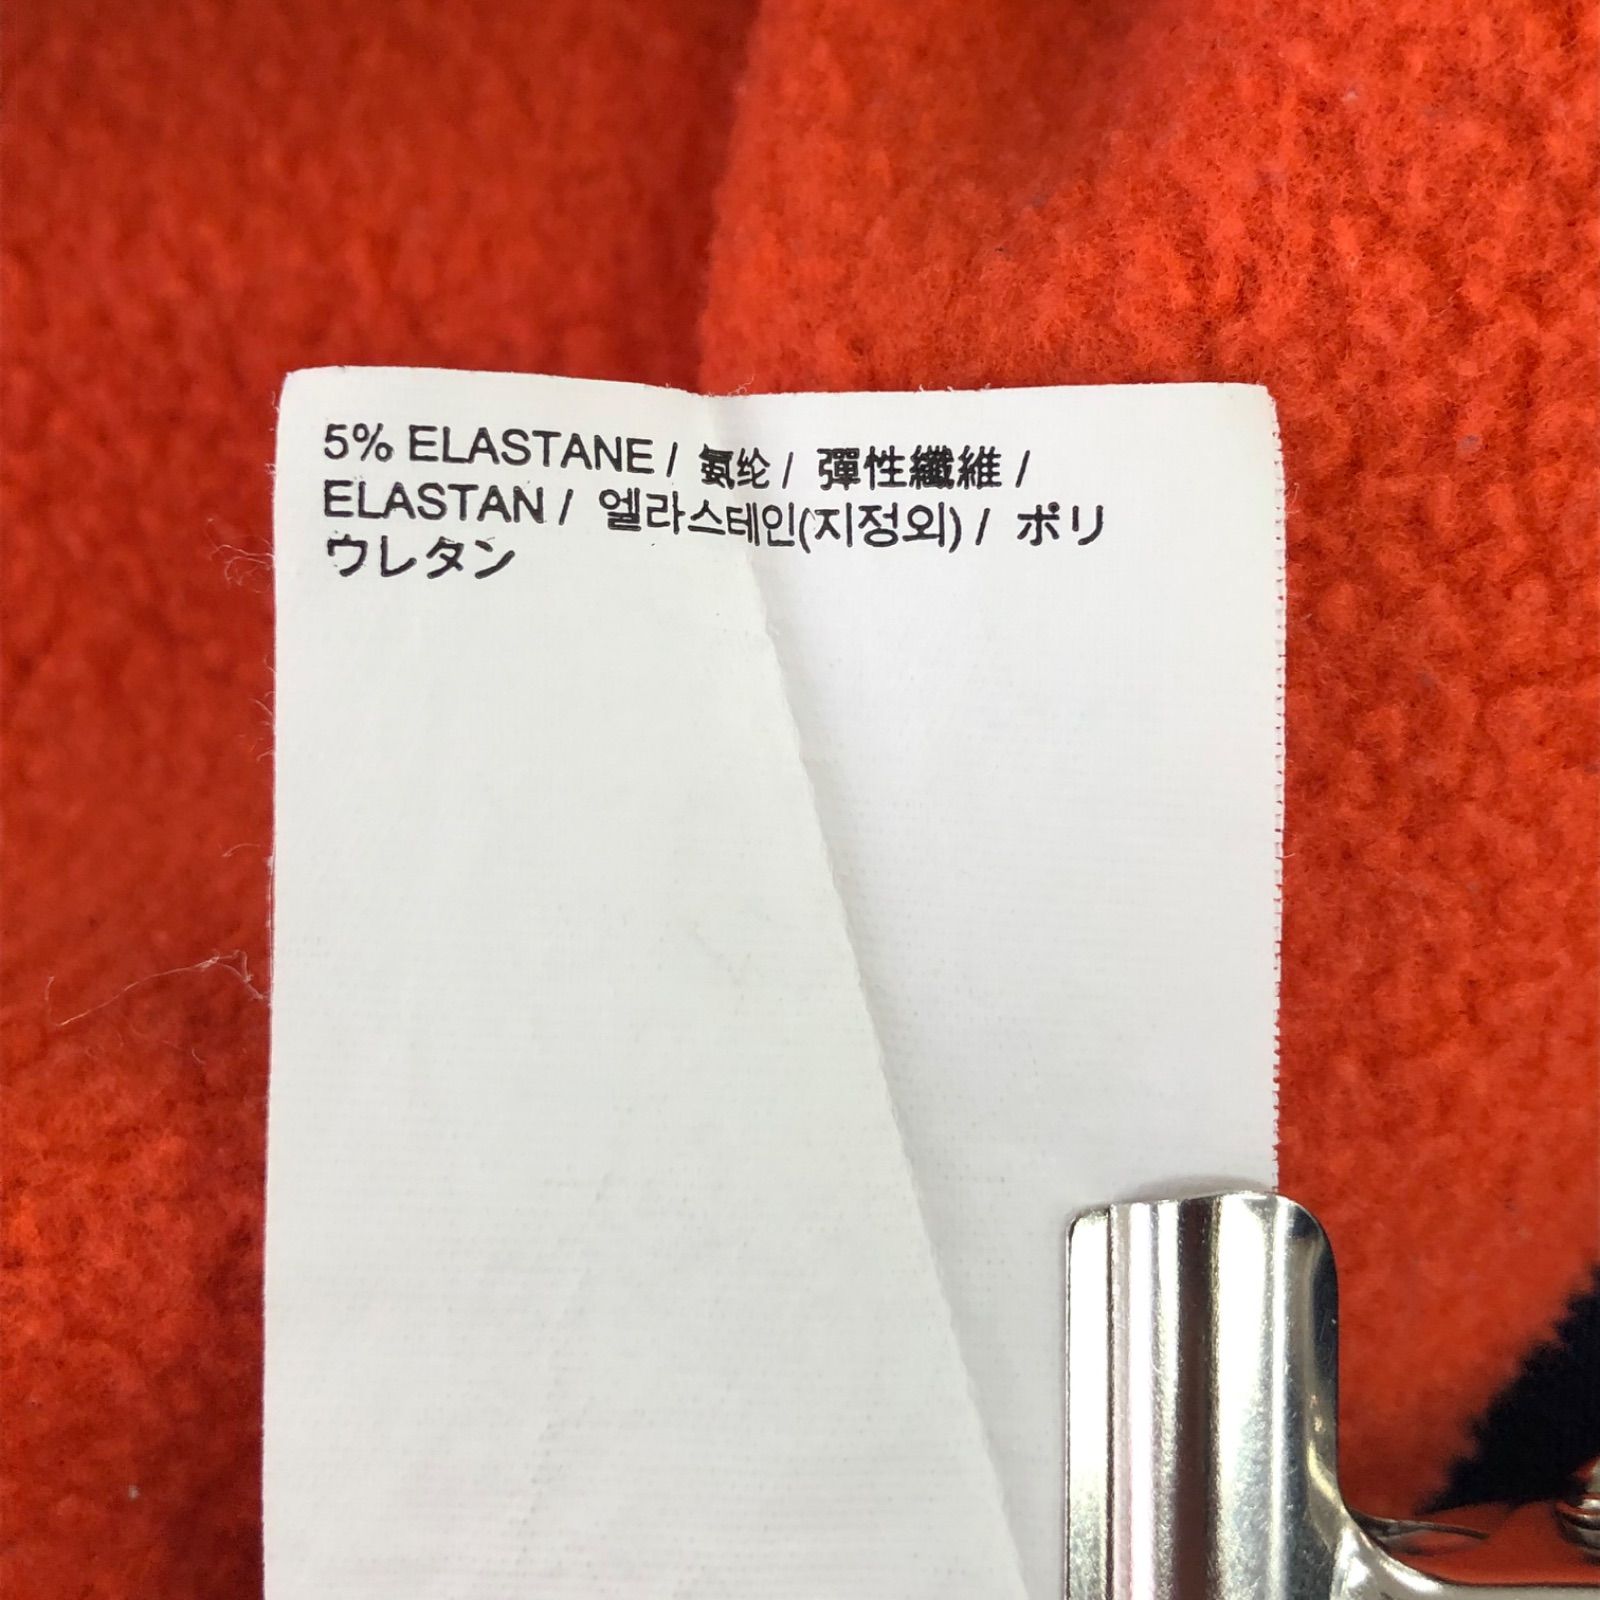 5% ELASTANE / 氨纶 / 彈性纖維 /
ELASTAN / 엘라스테인(지정외) / ポリ
ウレタン